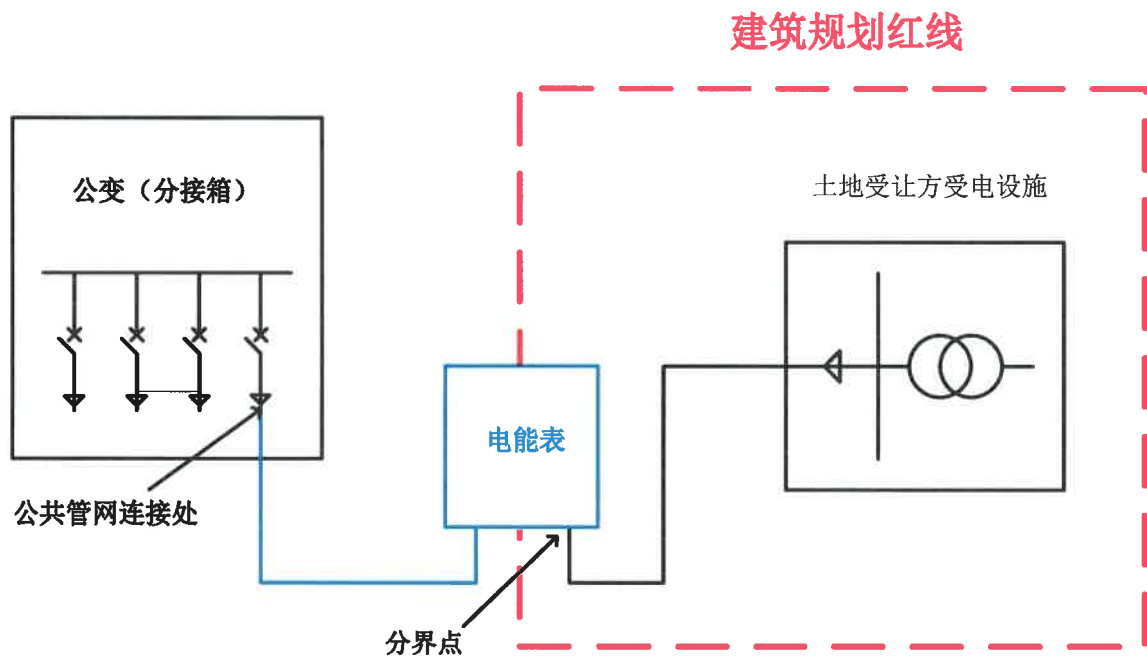 建筑规划红线
公变（分接箱）
土地受让方受电设施
电能表
公共管网连接处
分界点